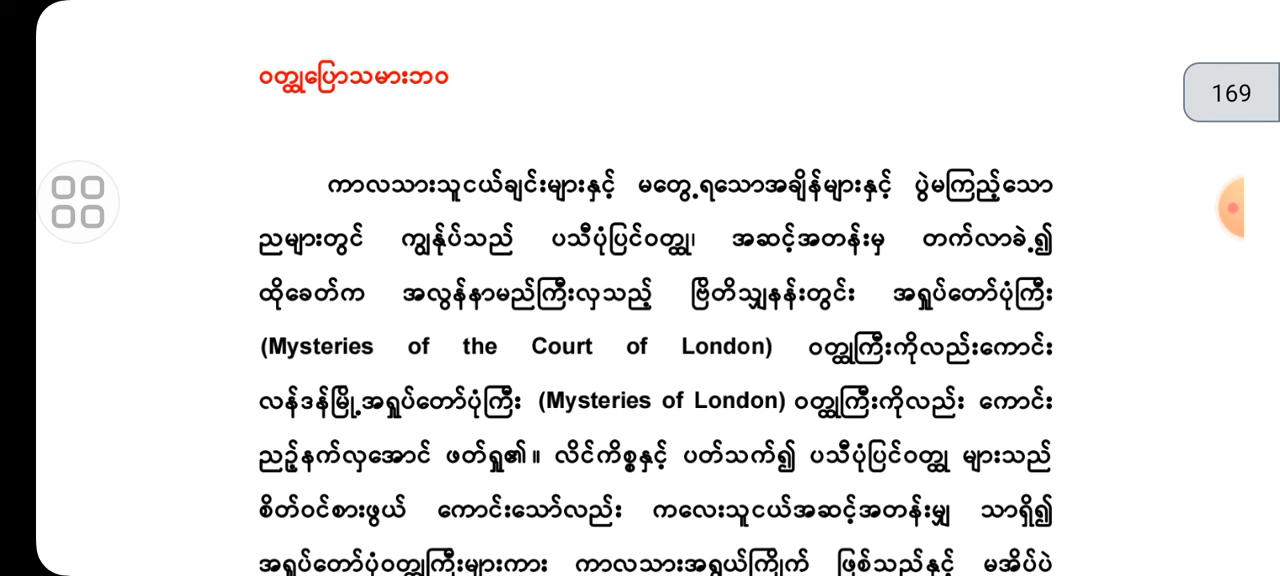 ဝတ္ထုပြောသမားဘဝ
169
ကာလသားသူငယ်ချင်းများနှင့် မတွေ့ရသောအချိန်များနှင့် ပွဲမကြည့်သော
ညများတွင် ကျွန်ုပ်သည် ပသီပုံပြင်ဝတ္ထု၊ အဆင့်အတန်းမှ တက်လာခဲ့၍
ထိုခေတ်က အလွန်နာမည်ကြီးလှသည့် ဗြိတိသျှနန်းတွင်း အရှုပ်တော်ပုံကြီး
(Mysteries of the Court of London) ဝတ္ထုကြီးကိုလည်းကောင်း
လန်ဒန်မြို့အရှုပ်တော်ပုံကြီး (Mysteries of London) ဝတ္ထုကြီးကိုလည်း ကောင်း
ညဉ့်နက်လှအောင် ဖတ်ရှု၏။ လိင်ကိစ္စနှင့် ပတ်သက်၍ ပသီပုံပြင်ဝတ္ထု များသည်
စိတ်ဝင်စားဖွယ် ကောင်းသော်လည်း ကလေးသူငယ်အဆင့်အတန်းမျှ သာရှိ၍
အရှုပ်တော်ပုံဝတ္ထုကြီးများကား ကာလသားအရွယ်ကြိုက် ဖြစ်သည်နှင့် မအိပ်ပဲ